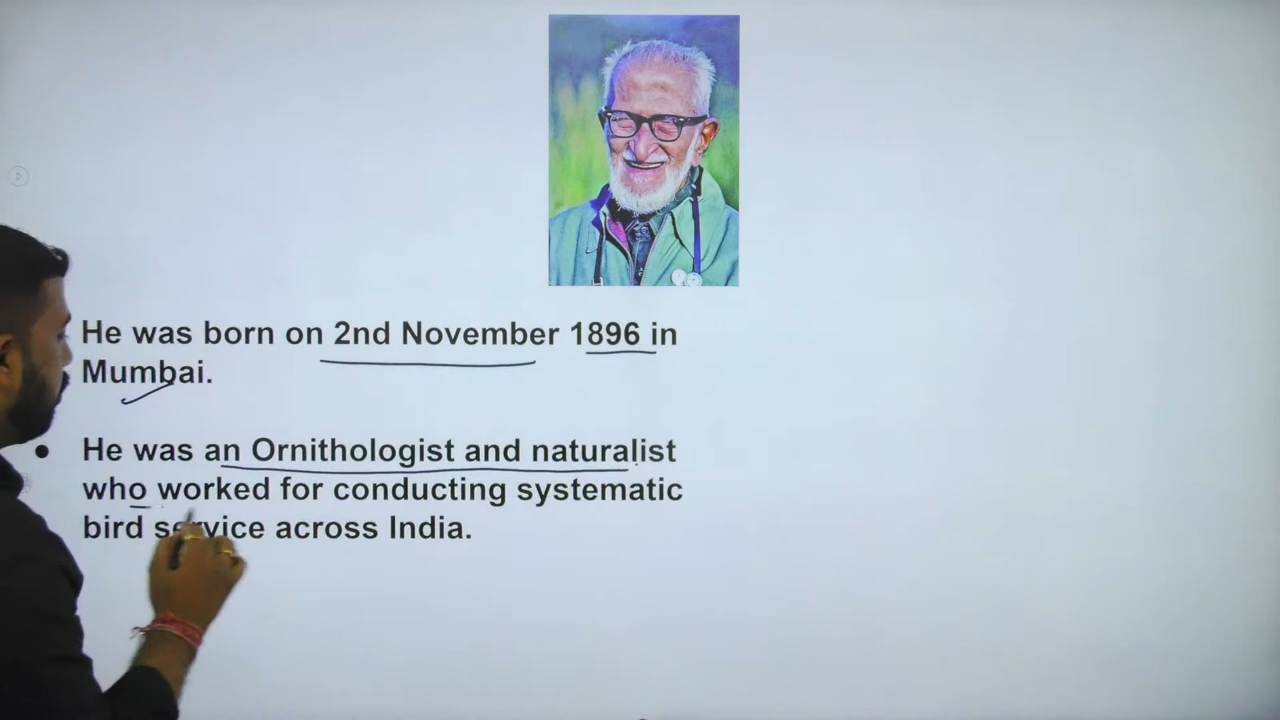 He was born on 2nd November 1896 in
Mumbai.
• He was an Ornithologist and naturalist
who worked for conducting systematic
bird service across India.